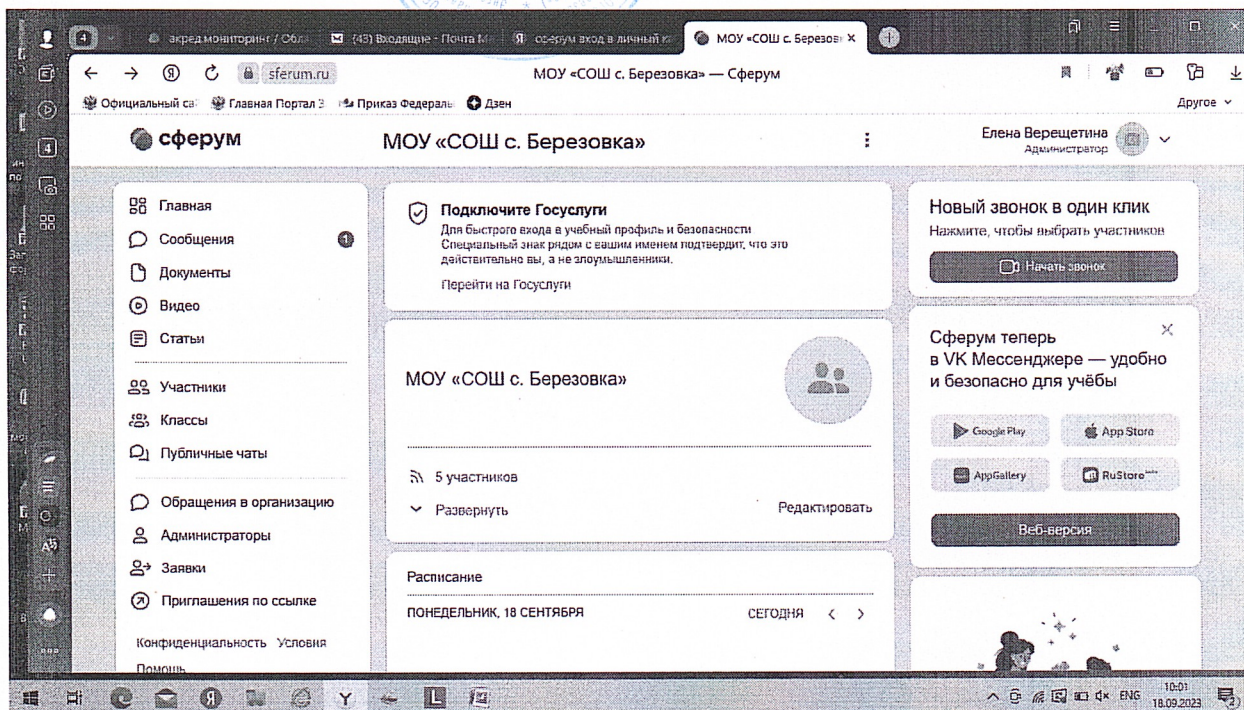 4
акред.мониторинг / Обл
(43) Входящие - Почта М
сферум вход в личный к
МОУ «СОШ с. Березов
sferum.ru
МОУ «СОШ с. Березовка» — Сферум
Официальный са
Главная Портал
Приказ Федераль
Дзен
Другое
сферум
МОУ «СОШ с. Березовка»
Елена Верещетина
Администратор
4
Главная
Сообщения
1
Документы
Видео
Статьи
Участники
Классы
Публичные чаты
Обращения в организацию
Администраторы
Заявки
Приглашения по ссылке
Конфиденциальность Условия
Помощь
Подключите Госуслуги
Для быстрого входа в учебный профиль и безопасности
Специальный знак рядом с вашим именем подтвердит, что это
действительно вы, а не злоумышленники.
Перейти на Госуслуги
МОУ «СОШ с. Березовка»
5 участников
Развернуть
Редактировать
Расписание
ПОНЕДЕЛЬНИК, 18 СЕНТЯБРЯ
СЕГОДНЯ
Новый звонок в один клик
Нажмите, чтобы выбрать участников
Начать звонок
Сферум теперь
в VK Мессенджере — удобно
и безопасно для учёбы
Google Play
App Store
AppGallery
RuStore
Веб-версия
ENG
10:01
18.09.2023